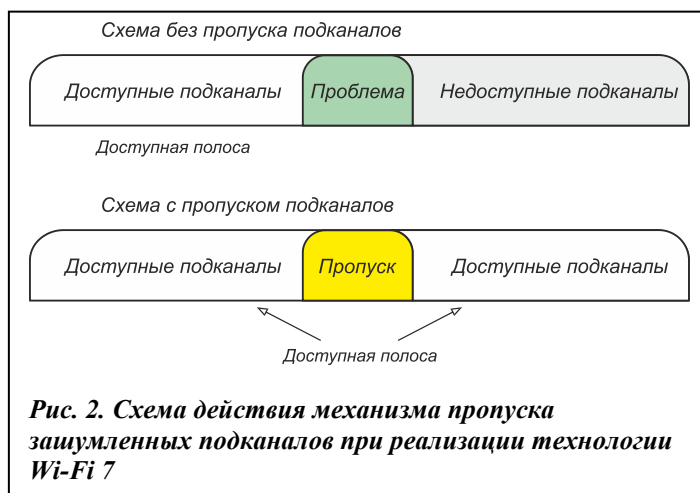 Схема без пропуска подканалов
Доступные подканалы Проблема Недоступные подканалы
Доступная полоса
Схема с пропуском подканалов
Доступные подканалы Пропуск Доступные подканалы
Доступная полоса
Рис. 2. Схема действия механизма пропуска
зашумленных подканалов при реализации технологии
Wi-Fi 7